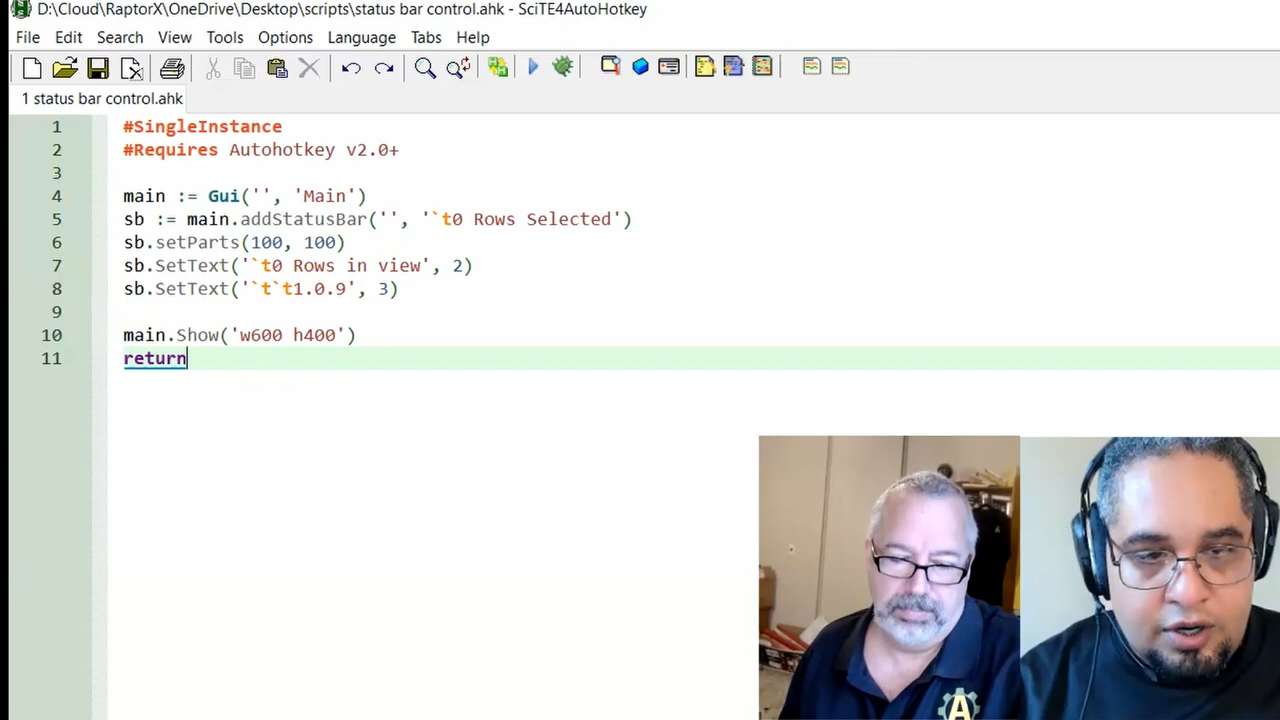 D:\Cloud\RaptorX\OneDrive\Desktop\scripts\status bar control.ahk - SciTE4AutoHotkey
File Edit Search View Tools Options Language Tabs Help
1 status bar control.ahk
1 #SingleInstance
2 #Requires Autohotkey v2.0+
3
4 main := Gui('', 'Main')
5 sb := main.addStatusBar('', '`t0 Rows Selected')
6 sb.setParts(100, 100)
7 sb.SetText('`t0 Rows in view', 2)
8 sb.SetText('`t`t1.0.9', 3)
9
10 main.Show('w600 h400')
11 return
A